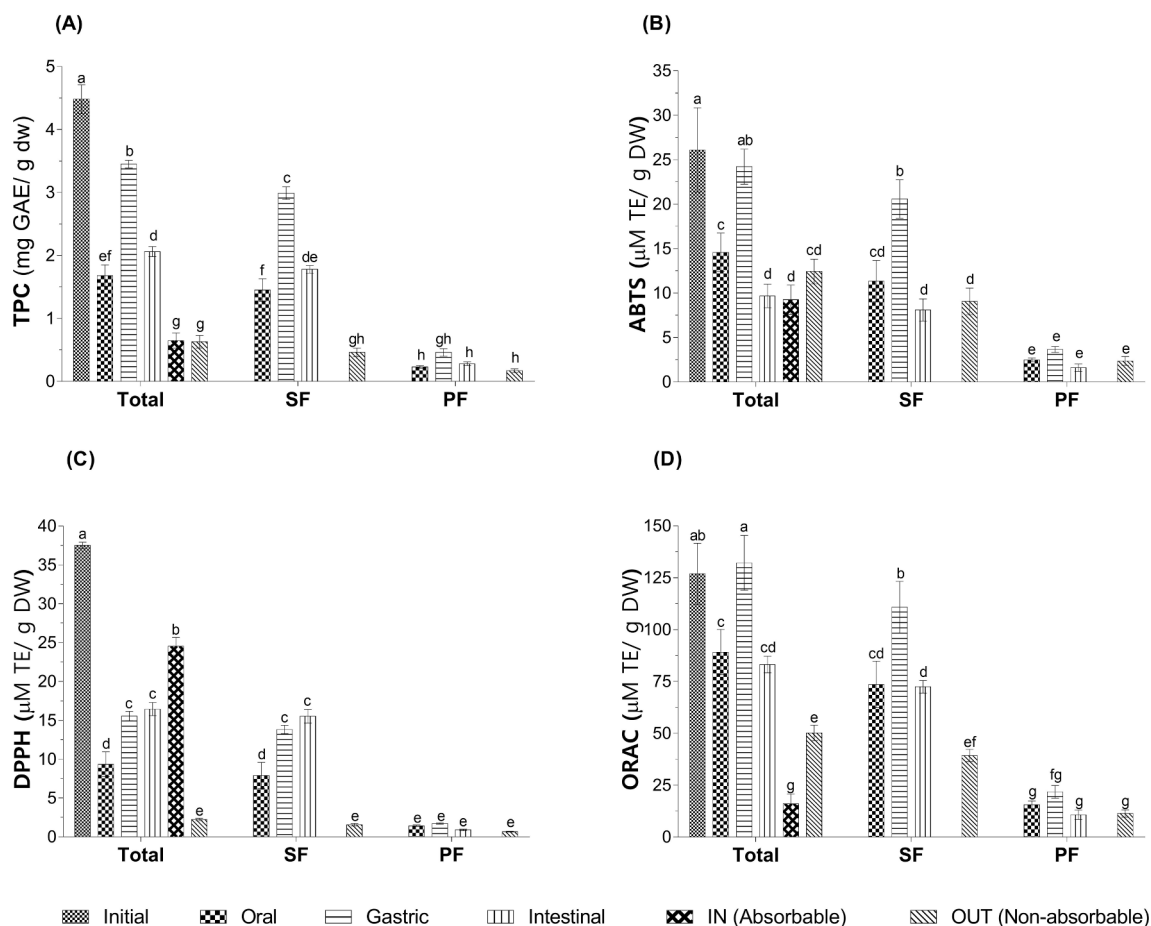 (A)
TPC (mg GAE/ g dw)
5
4
3
2
1
0
a
ef
b
d
g
g
f
c
de
gh
h
gh
h
h
Total
SF
PF
(B)
ABTS (μM TE/ g DW)
35
30
25
20
15
10
5
0
a
c
ab
d
d
cd
cd
b
d
d
e
e
e
e
Total
SF
PF
(C)
DPPH (μM TE/ g DW)
40
35
30
25
20
15
10
5
0
a
d
c
c
b
e
d
c
c
e
e
e
e
e
Total
SF
PF
(D)
ORAC (μM TE/ g DW)
150
125
100
75
50
25
0
ab
c
a
cd
g
e
cd
b
d
ef
g
fg
g
g
Total
SF
PF
Initial
Oral
Gastric
Intestinal
IN (Absorbable)
OUT (Non-absorbable)